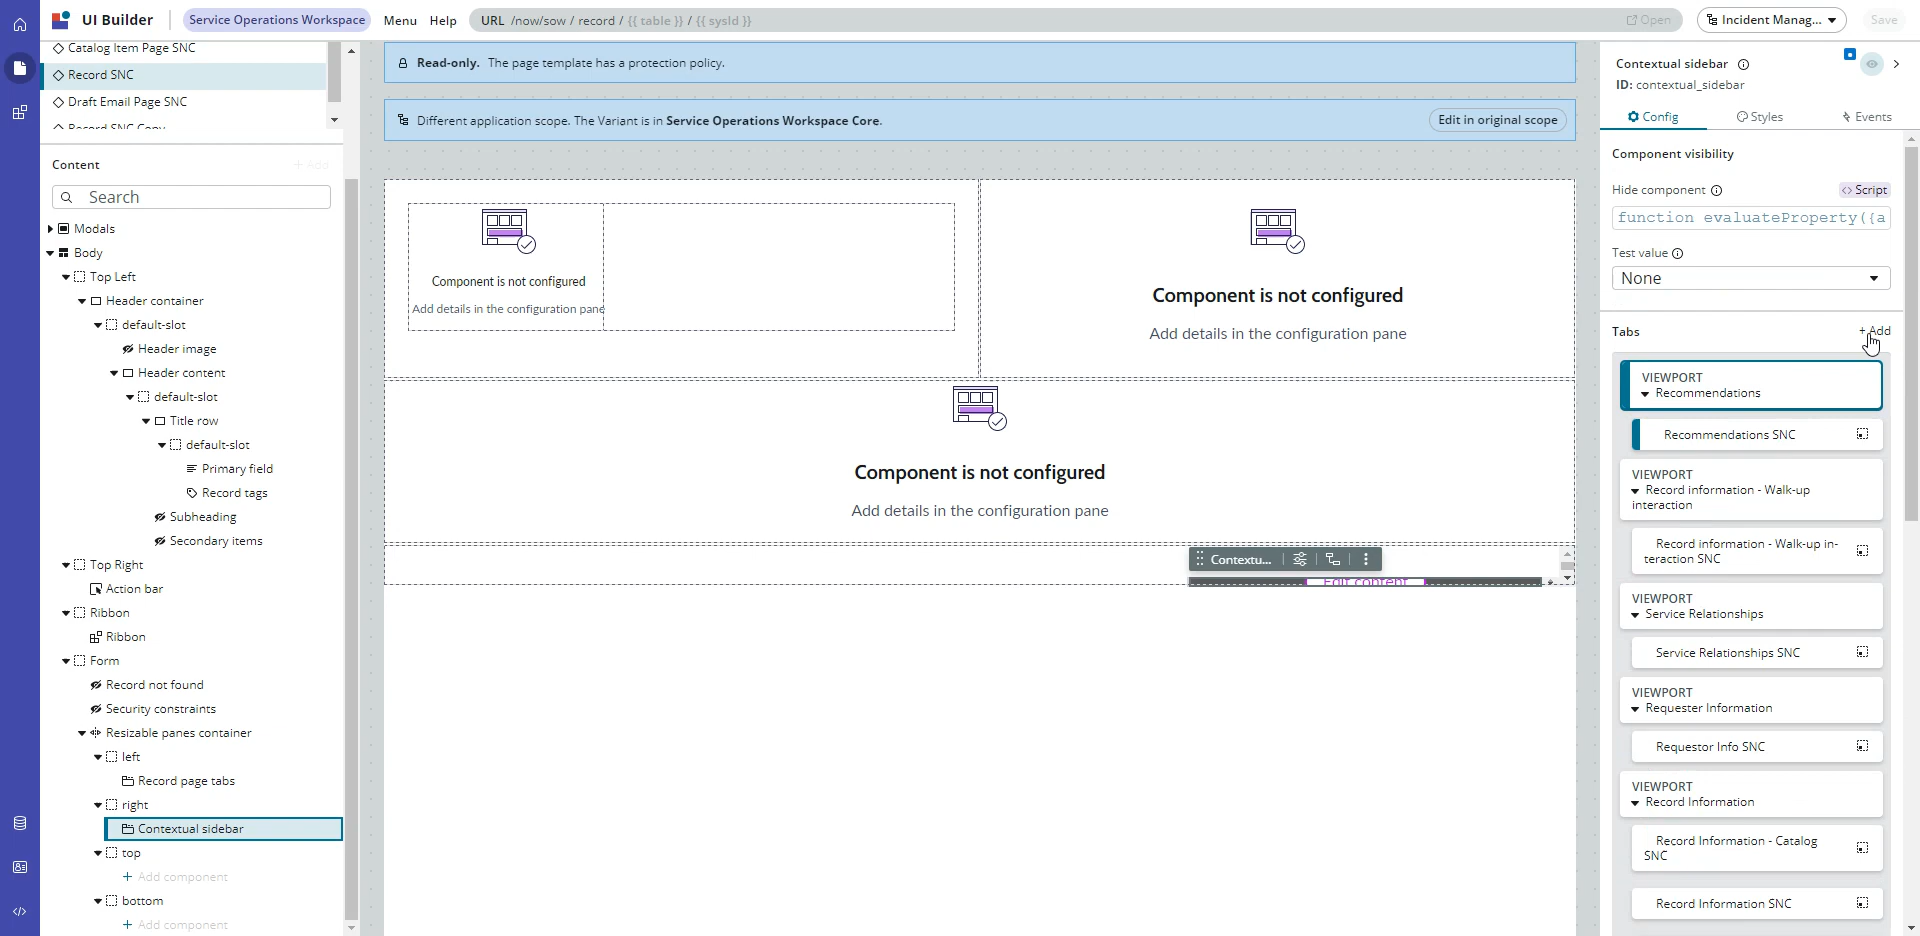 UI Builder
Service Operations Workspace
Menu
Help
URL /now/sow / record / {{ table }} / {{ sysId }}
Open
Incident Manag...
Save
Catalog Item Page SNC
Record SNC
Draft Email Page SNC
Record SNC Copy
Content
+ Add
Search
Modals
Body
Top Left
Header container
default-slot
Header image
Header content
default-slot
Title row
default-slot
Primary field
Record tags
Subheading
Secondary items
Top Right
Action bar
Ribbon
Ribbon
Form
Record not found
Security constraints
Resizable panes container
left
Record page tabs
right
Contextual sidebar
top
+ Add component
bottom
+ Add component
Read-only. The page template has a protection policy.
Different application scope. The Variant is in Service Operations Workspace Core.
Edit in original scope
Component is not configured
Add details in the configuration pane
Component is not configured
Add details in the configuration pane
Component is not configured
Add details in the configuration pane
Contextu...
Edit content
Contextual sidebar
ID: contextual_sidebar
Config
Styles
Events
Component visibility
Hide component
<> Script
function evaluateProperty({a
Test value
None
Tabs
+ Add
VIEWPORT
Recommendations
Recommendations SNC
VIEWPORT
Record information - Walk-up
interaction
Record information - Walk-up in-
teraction SNC
VIEWPORT
Service Relationships
Service Relationships SNC
VIEWPORT
Requester Information
Requestor Info SNC
VIEWPORT
Record Information
Record Information - Catalog
SNC
Record Information SNC